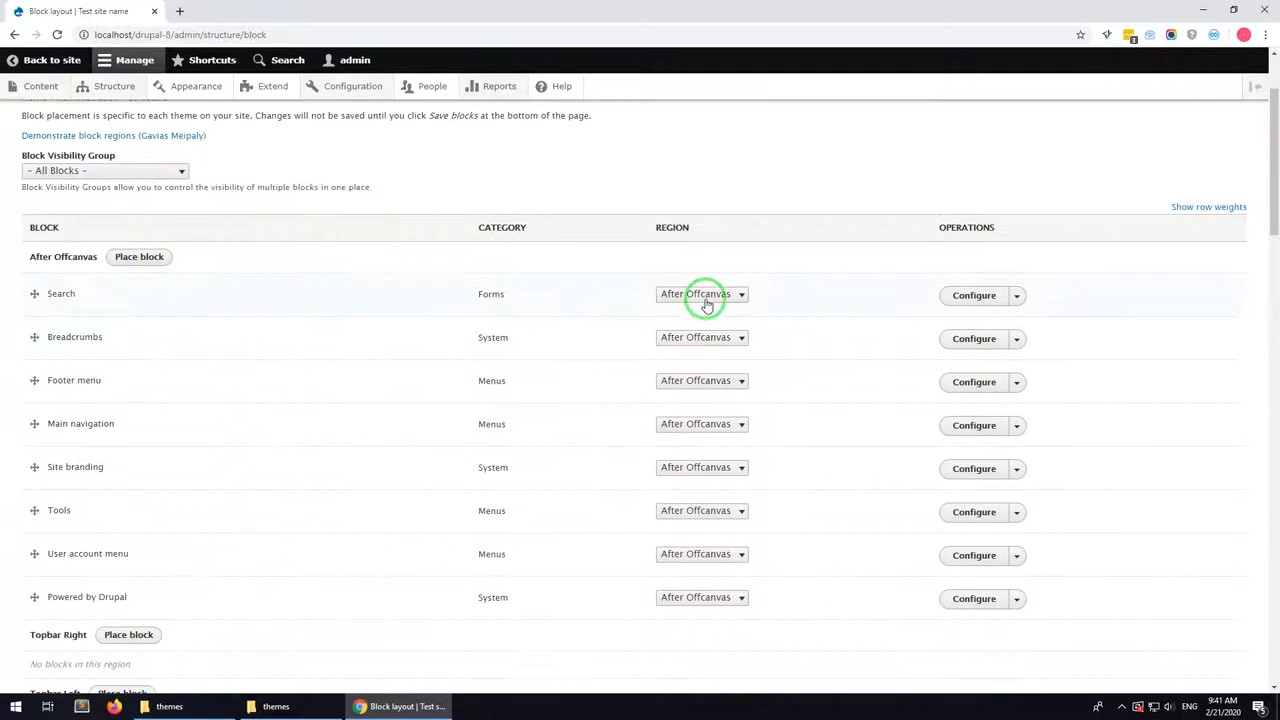 Block layout | Test site name
localhost/drupal-8/admin/structure/block
3
Back to site Manage Shortcuts Search admin
Content Structure Appearance Extend Configuration People Reports Help
Block placement is specific to each theme on your site. Changes will not be saved until you click Save blocks at the bottom of the page.
Demonstrate block regions (Gavias Meipaly)
Block Visibility Group
- All Blocks -
Block Visibility Groups allow you to control the visibility of multiple blocks in one place.
Show row weights
BLOCK CATEGORY REGION OPERATIONS
After Offcanvas Place block
Search Forms After Offcanvas Configure
Breadcrumbs System After Offcanvas Configure
Footer menu Menus After Offcanvas Configure
Main navigation Menus After Offcanvas Configure
Site branding System After Offcanvas Configure
Tools Menus After Offcanvas Configure
User account menu Menus After Offcanvas Configure
Powered by Drupal System After Offcanvas Configure
Topbar Right Place block
No blocks in this region
Topbar Left Place block
themes themes Block layout | Test s... ENG 9:41 AM
2/21/2020 5